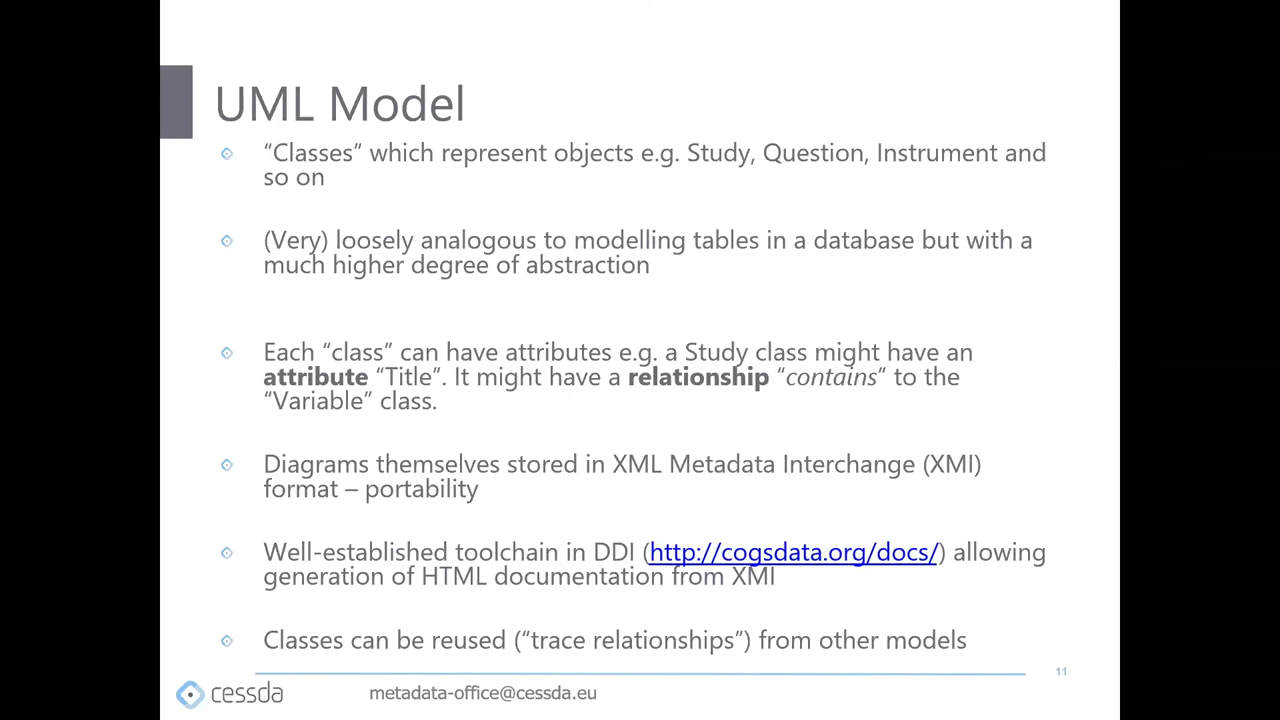 UML Model
“Classes” which represent objects e.g. Study, Question, Instrument and
so on
(Very) loosely analogous to modelling tables in a database but with a
much higher degree of abstraction
Each “class” can have attributes e.g. a Study class might have an
attribute “Title”. It might have a relationship “contains” to the
“Variable” class.
Diagrams themselves stored in XML Metadata Interchange (XMI)
format – portability
Well-established toolchain in DDI (http://cogsdata.org/docs/) allowing
generation of HTML documentation from XMI
Classes can be reused (“trace relationships”) from other models
11
cessda
metadata-office@cessda.eu